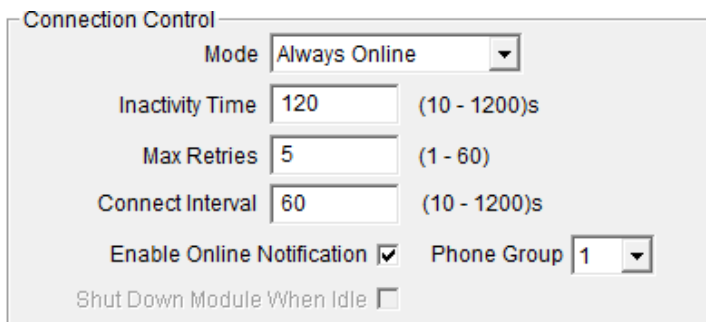 Connection Control
Mode Always Online
Inactivity Time 120 (10 - 1200)s
Max Retries 5 (1 - 60)
Connect Interval 60 (10 - 1200)s
Enable Online Notification Phone Group 1
Shut Down Module When Idle